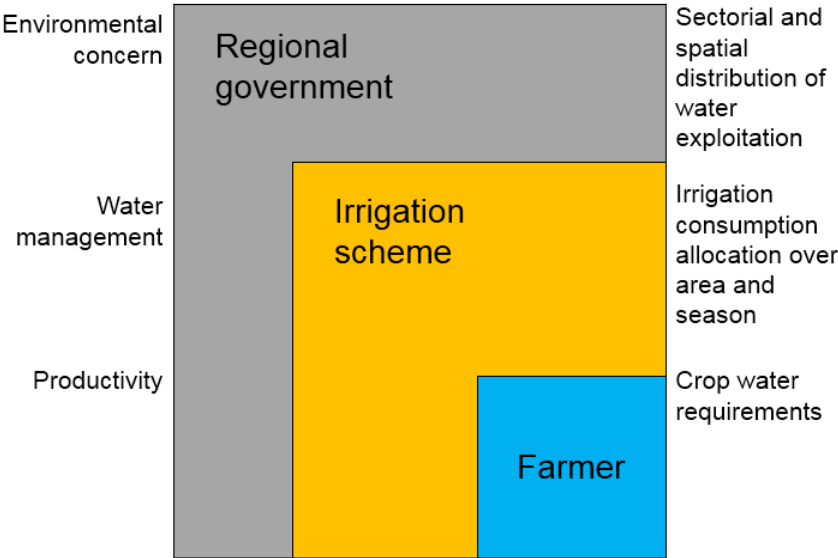 Environmental
concern
Regional
government
Sectorial and
spatial
distribution of
water
exploitation
Water
management
Irrigation
scheme
Irrigation
consumption
allocation over
area and
season
Productivity
Farmer
Crop water
requirements